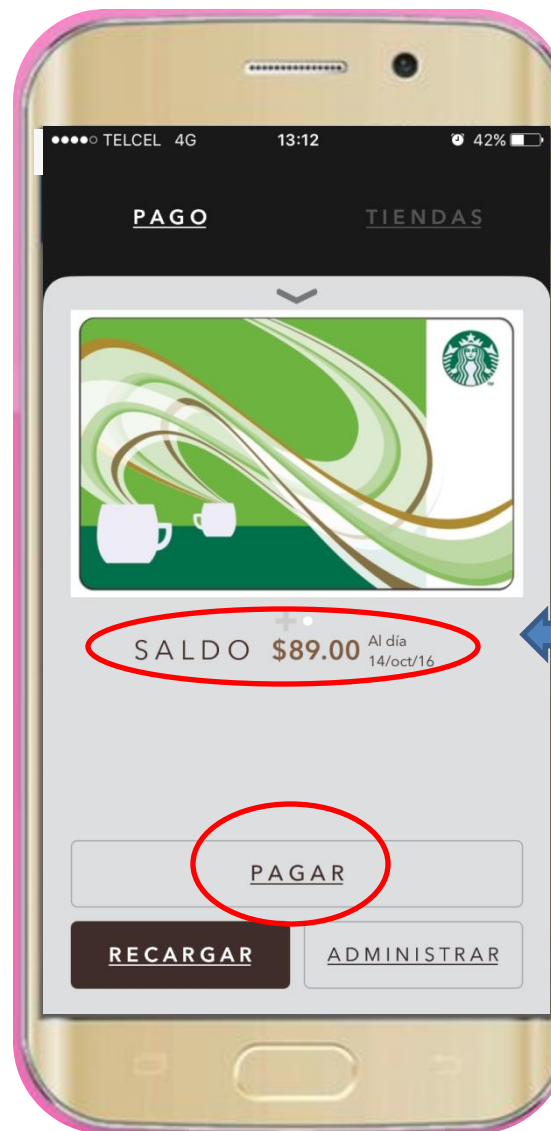 TELCEL 4G 13:12 42%
PAGO TIENDAS
SALDO $89.00 Al día
14/oct/16
PAGAR
RECARGAR ADMINISTRAR